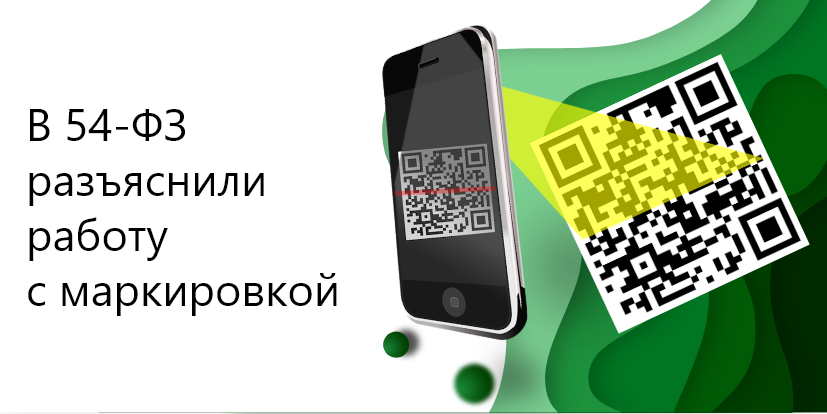 В 54-ФЗ
разъяснили
работу
с маркировкой